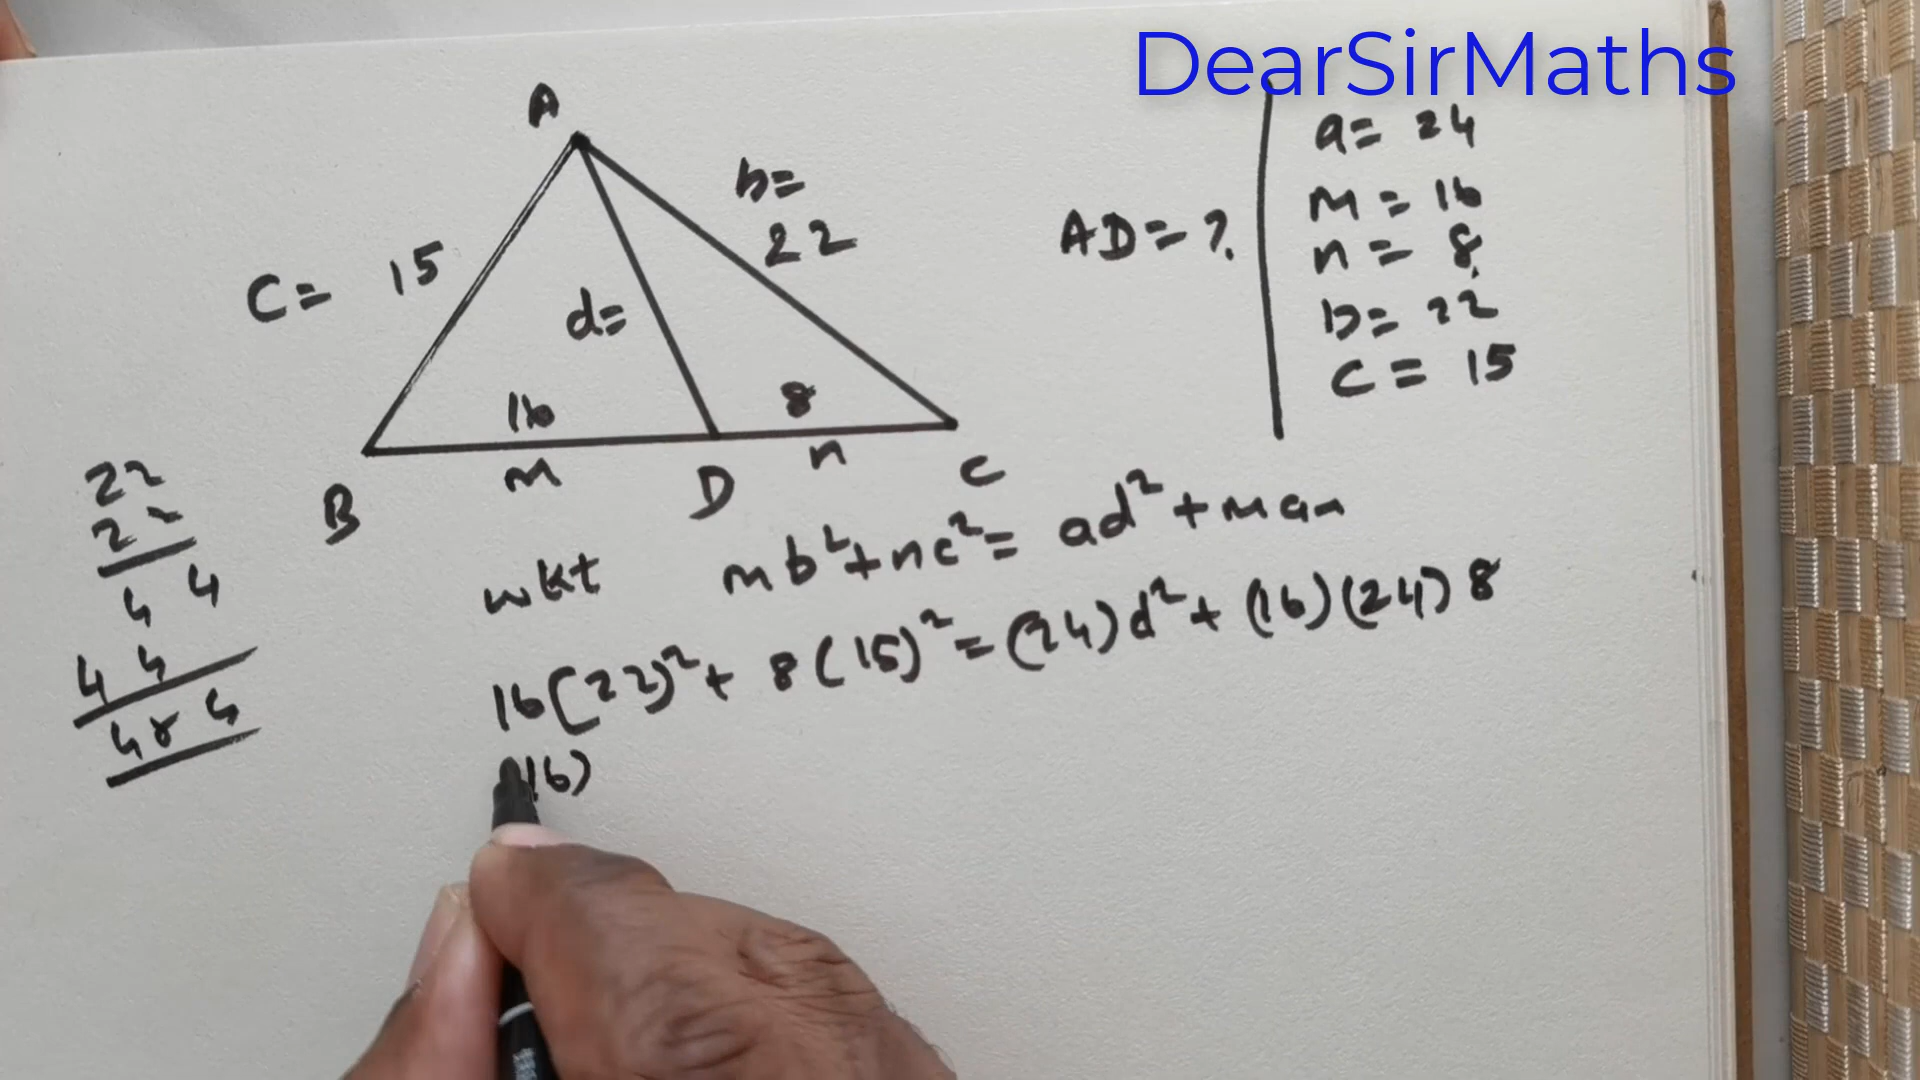 DearSirMaths
A
b=
22
C= 15
d=
AD=?
a= 24
m= 16
n= 8
b= 22
c= 15
16
8
m
n
B
D
C
22
22
44
44
484
wkt mb²+nc²= ad²+man
16(22)²+ 8(15)²=(24)d²+(16)(24)8
16)